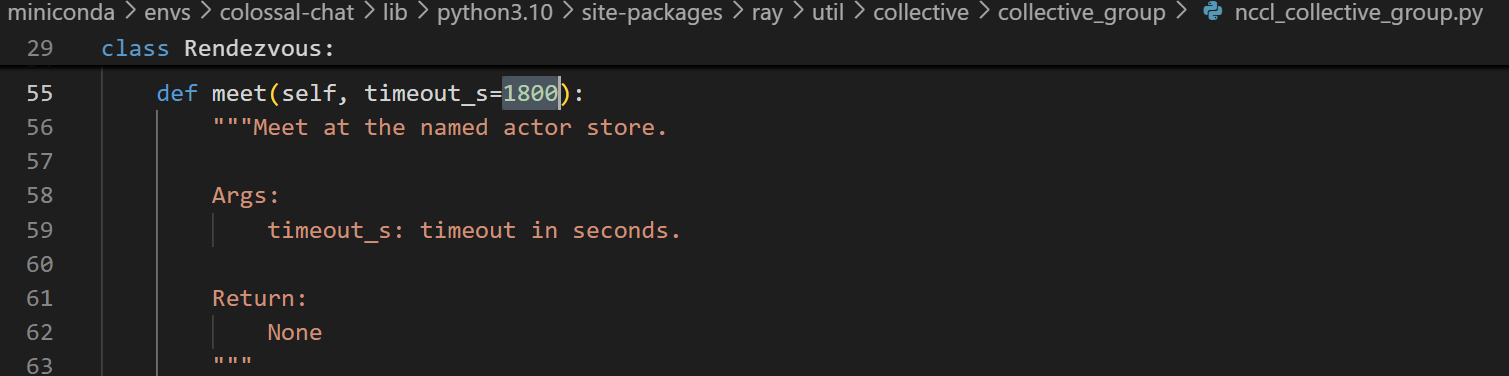 miniconda > envs > colossal-chat > lib > python3.10 > site-packages > ray > util > collective > collective_group > nccl_collective_group.py
29 class Rendezvous:
55 def meet(self, timeout_s=1800):
56 """Meet at the named actor store.
57
58 Args:
59 timeout_s: timeout in seconds.
60
61 Return:
62 None
63 """